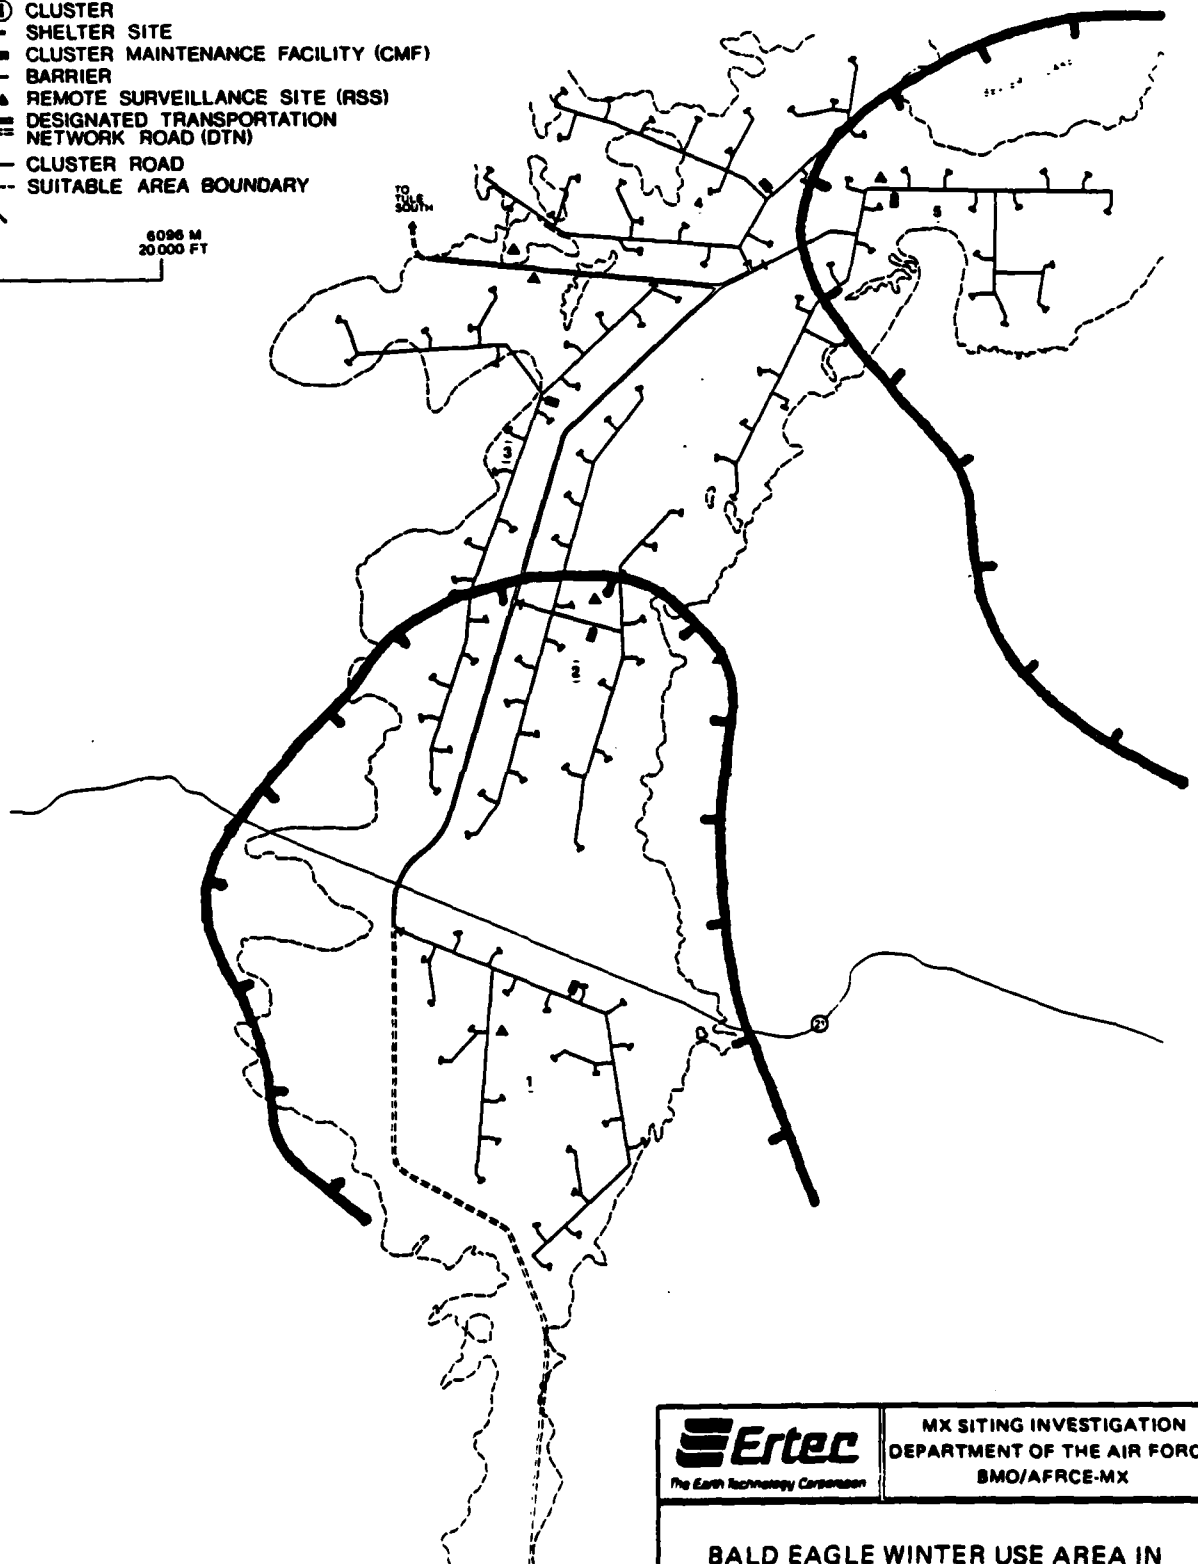 CLUSTER
SHELTER SITE
CLUSTER MAINTENANCE FACILITY (CMF)
BARRIER
REMOTE SURVEILLANCE SITE (RSS)
DESIGNATED TRANSPORTATION
NETWORK ROAD (DTN)
CLUSTER ROAD
SUITABLE AREA BOUNDARY
6096 M
20 000 FT
TO
TULE
SOUTH
4
5
3
2
21
1
Ertec
The Earth Technology Corporation
MX SITING INVESTIGATION
DEPARTMENT OF THE AIR FORC
BMO/AFRCE-MX
BALD EAGLE WINTER USE AREA IN